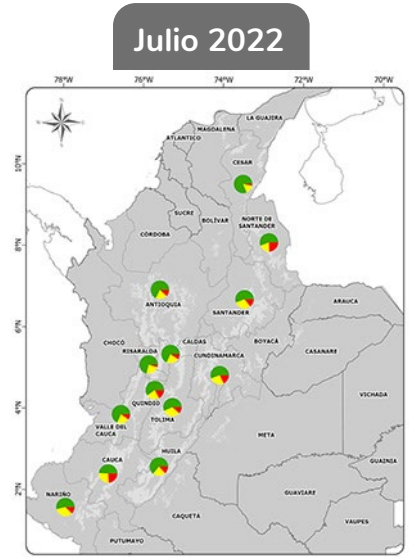 Julio 2022
78°W 76°W 74°W 72°W 70°W
LA GUAJIRA
MAGDALENA
ATLANTICO
10°N
CESAR
SUCRE
BOLÍVAR
NORTE DE
SANTANDER
CÓRDOBA
8°N
ANTIOQUIA
SANTANDER
ARAUCA
6°N
CHOCÓ
CALDAS
BOYACÁ
RISARALDA
CUNDINAMARCA
CASANARE
VICHADA
QUINDIO
4°N
TOLIMA
VALLE DEL
CAUCA
META
HUILA
CAUCA
GUAINIA
2°N
NARIÑO
GUAVIARE
CAQUETÁ
VAUPES
PUTUMAYO